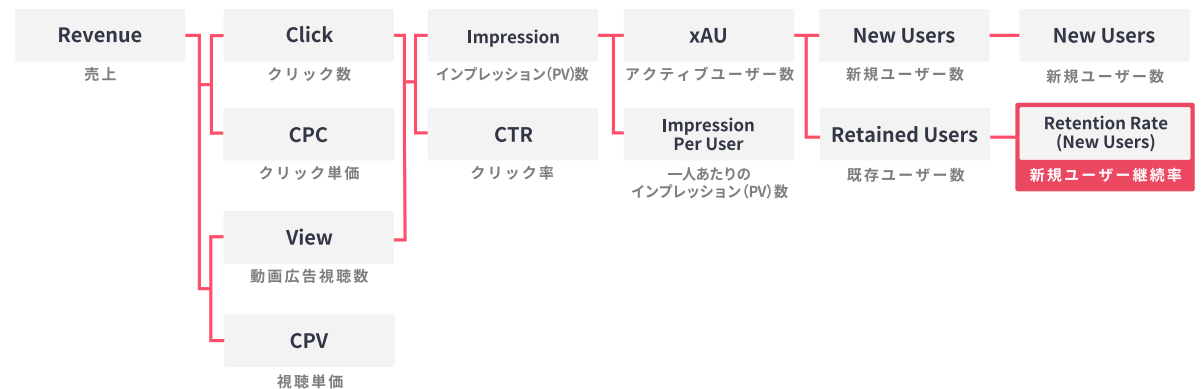 Revenue
売上
Click
クリック数
CPC
クリック単価
View
動画広告視聴数
CPV
視聴単価
Impression
インプレッション(PV)数
CTR
クリック率
xAU
アクティブユーザー数
Impression
Per User
一人あたりの
インプレッション(PV)数
New Users
新規ユーザー数
Retained Users
既存ユーザー数
New Users
新規ユーザー数
Retention Rate
(New Users)
新規ユーザー継続率